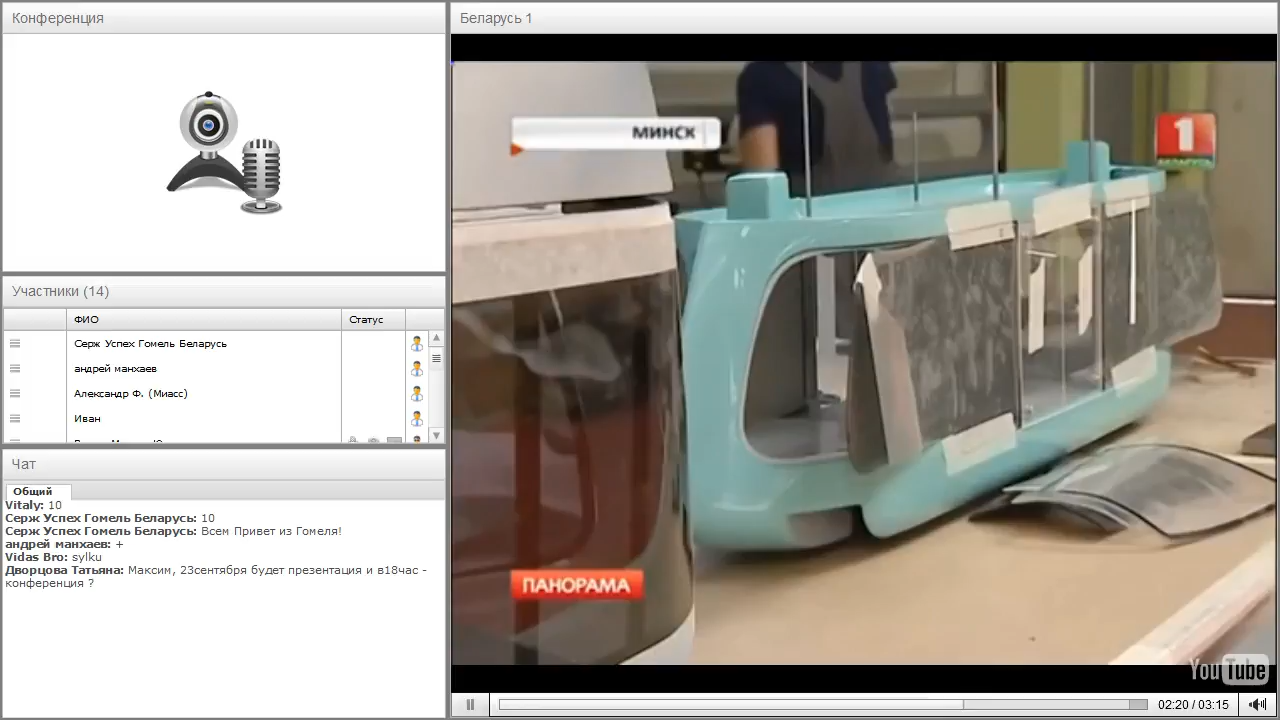 Конференция
Участники (14)
ФИО
Статус
Серж Успех Гомель Беларусь
андрей манхаев
Александр Ф. (Миасс)
Иван
Чат
Общий
Vitaly: 10
Серж Успех Гомель Беларусь: 10
Серж Успех Гомель Беларусь: Всем Привет из Гомеля!
андрей манхаев: +
Vidas Bro: sylku
Дворцова Татьяна: Максим, 23сентября будет презентация и в18час -
конференция ?
Беларусь 1
МИНСК
1
БЕЛАРУСЬ
ПАНОРАМА
YouTube
02:20 / 03:15